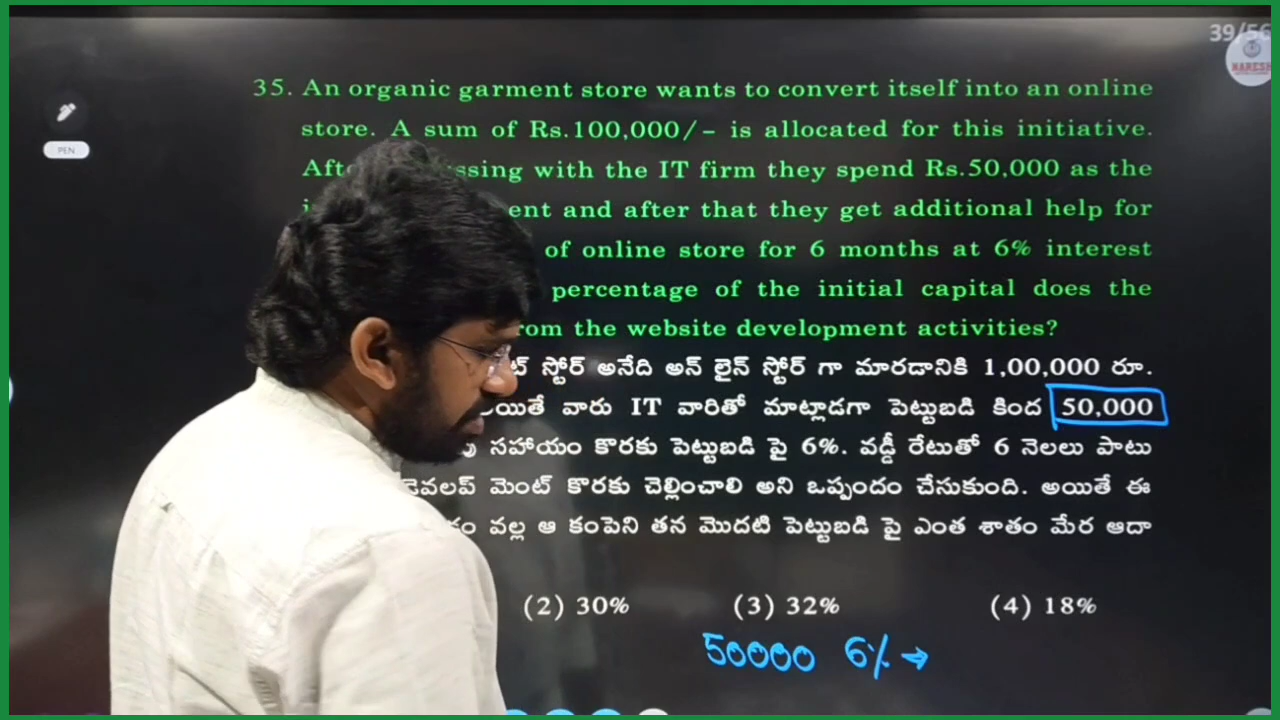 39/56
NARESH
PEN
35. An organic garment store wants to convert itself into an online
store. A sum of Rs.100,000/- is allocated for this initiative.
with the IT firm they spend Rs.50,000 as the
and after that they get additional help for
of online store for 6 months at 6% interest
percentage of the initial capital does the
the website development activities?
స్టోర్ అనేది అన్ లైన్ స్టోర్ గా మారడానికి 1,00,000 రూ.
వారు IT వారితో మాట్లాడగా పెట్టుబడి కింద 50,000
సహాయం కొరకు పెట్టుబడి పై 6%. వడ్డీ రేటుతో 6 నెలలు పాటు
మెంట్ కొరకు చెల్లించాలి అని ఒప్పందం చేసుకుంది. అయితే ఈ
వల్ల ఆ కంపెని తన మొదటి పెట్టుబడి పై ఎంత శాతం మేర ఆదా
(2) 30% (3) 32% (4) 18%
50000 6% →